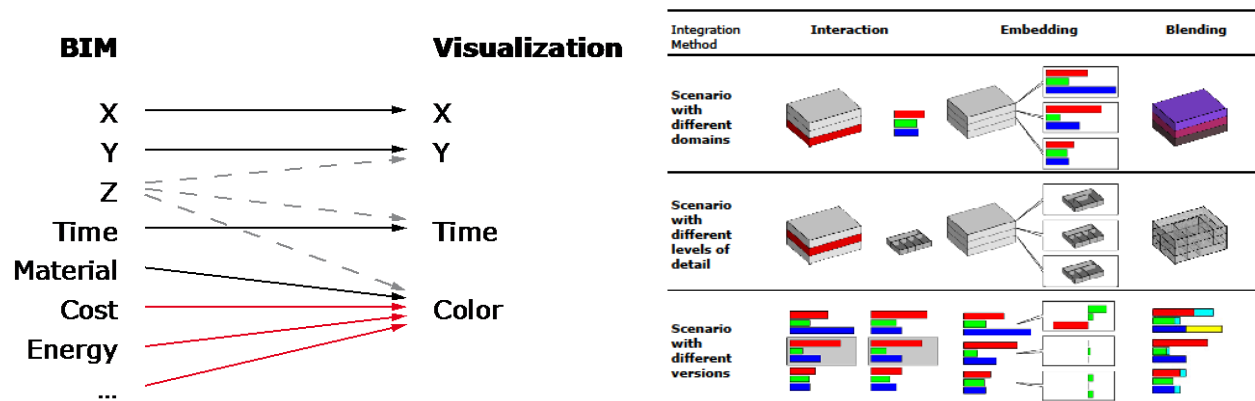 BIM
Visualization
X
X
Y
Y
Z
Time
Time
Material
Cost
Color
Energy
...
Integration
Method
Interaction
Embedding
Blending
Scenario
with
different
domains
Scenario
with
different
levels of
detail
Scenario
with
different
versions